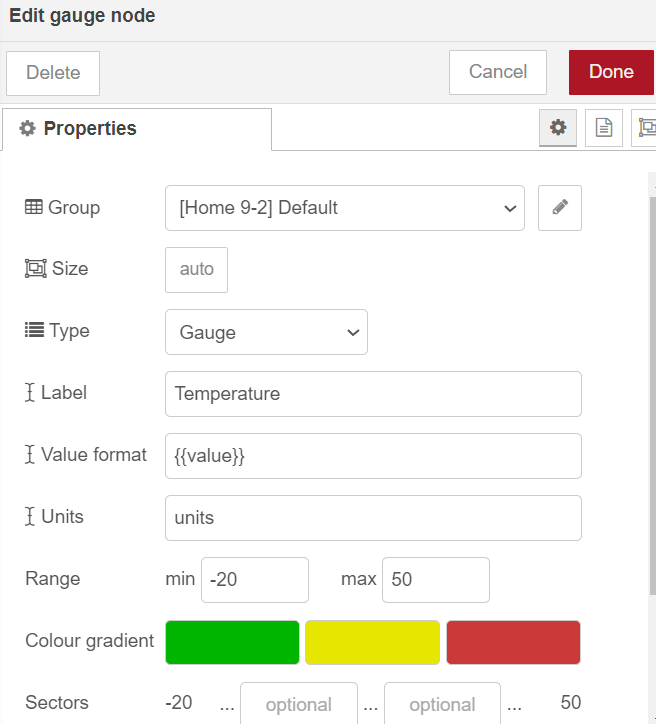 Edit gauge node
Delete Cancel Done
Properties
Group [Home 9-2] Default
Size auto
Type Gauge
Label Temperature
Value format {{value}}
Units units
Range min -20 max 50
Colour gradient
Sectors -20 ... optional ... optional ... 50